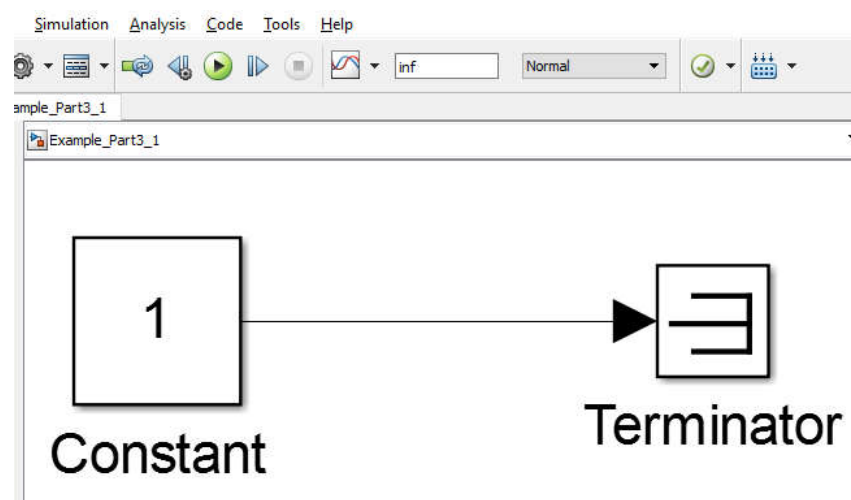 Simulation Analysis Code Tools Help
inf Normal
ample_Part3_1
Example_Part3_1
1
Constant
Terminator